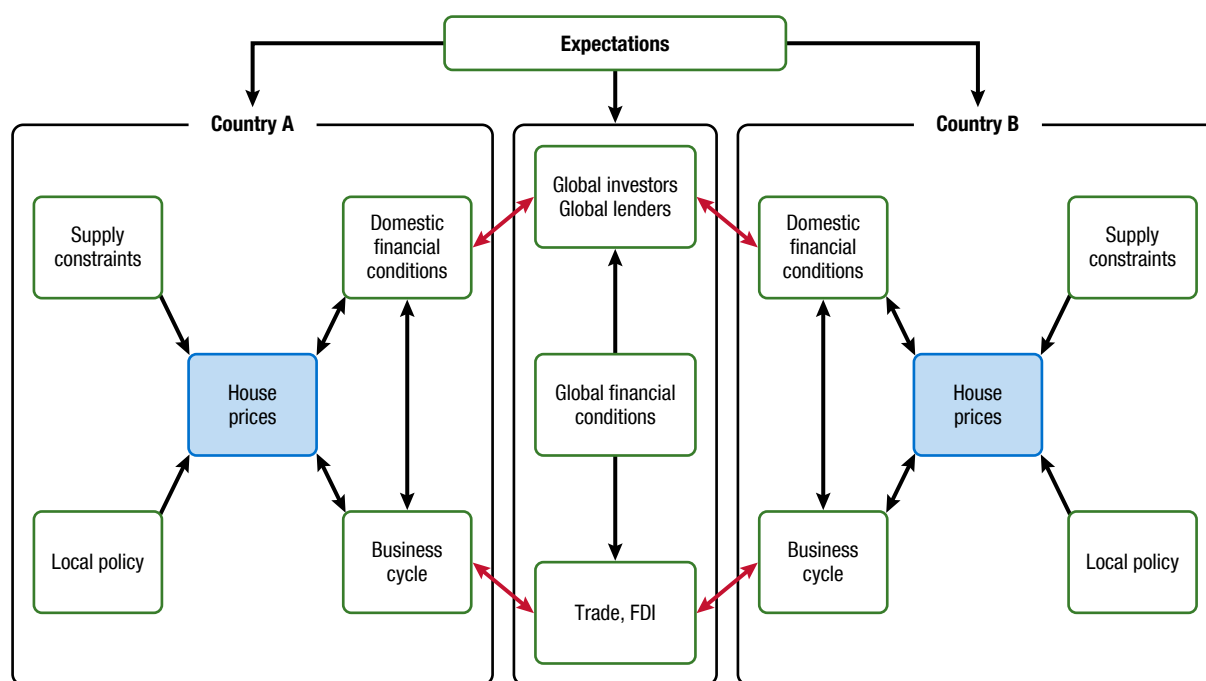 Expectations
Country A
Supply
constraints
Domestic
financial
conditions
House
prices
Local policy
Business
cycle
Global investors
Global lenders
Global financial
conditions
Trade, FDI
Country B
Domestic
financial
conditions
Supply
constraints
House
prices
Business
cycle
Local policy